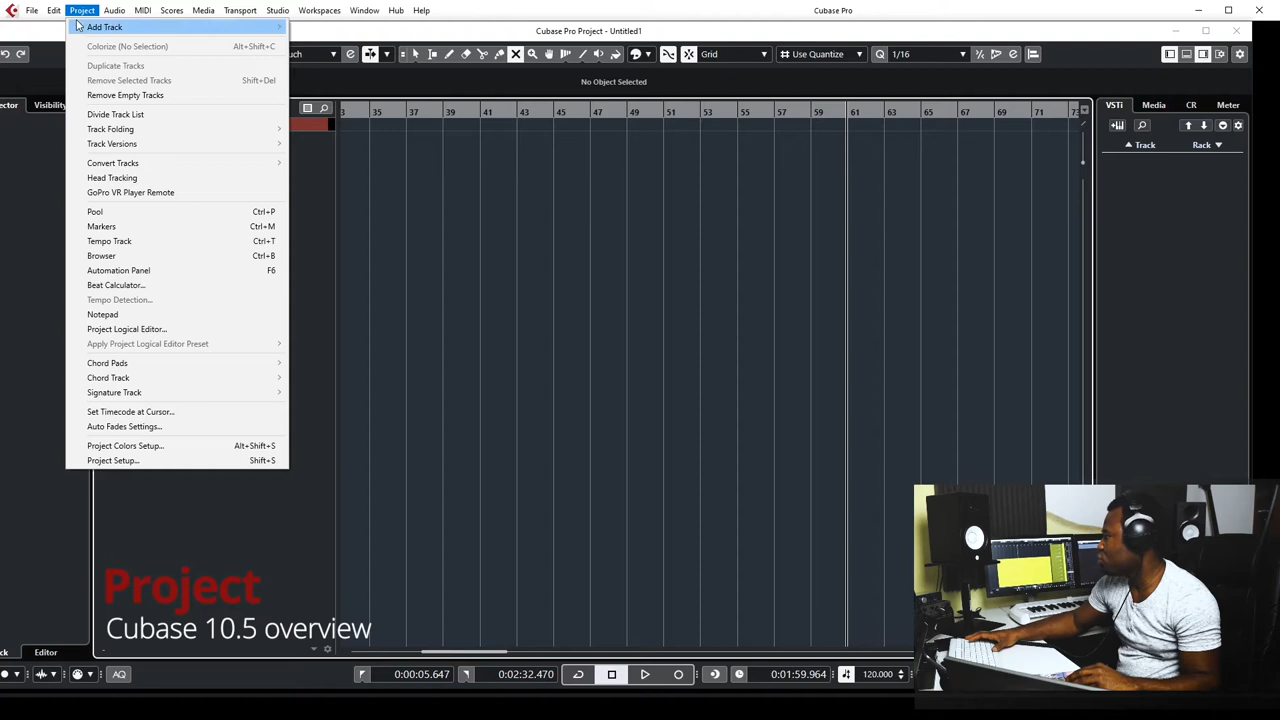 File Edit Project Audio MIDI Scores Media Transport Studio Workspaces Window Hub Help Cubase Pro
Cubase Pro Project - Untitled1
uch Grid Use Quantize Q 1/16
No Object Selected
ector Visibility
Add Track
Colorize (No Selection) Alt+Shift+C
Duplicate Tracks
Remove Selected Tracks Shift+Del
Remove Empty Tracks
Divide Track List
Track Folding
Track Versions
Convert Tracks
Head Tracking
GoPro VR Player Remote
Pool Ctrl+P
Markers Ctrl+M
Tempo Track Ctrl+T
Browser Ctrl+B
Automation Panel F6
Beat Calculator...
Tempo Detection...
Notepad
Project Logical Editor...
Apply Project Logical Editor Preset
Chord Pads
Chord Track
Signature Track
Set Timecode at Cursor...
Auto Fades Settings...
Project Colors Setup... Alt+Shift+S
Project Setup... Shift+S
3 35 37 39 41 43 45 47 49 51 53 55 57 59 61 63 65 67 69 71 73
VSTi Media CR Meter
Track Rack
Project
Cubase 10.5 overview
ck Editor
AQ 0:00:05.647 0:02:32.470 0:01:59.964 120.000